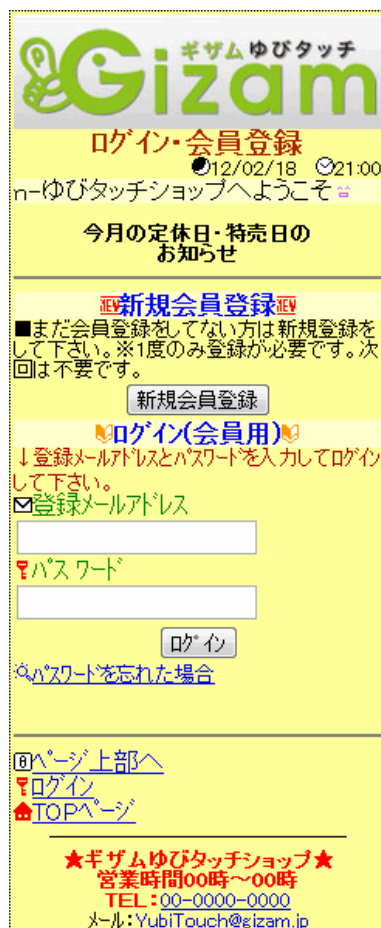 ギザムゆびタッチ
Gizam
ログイン・会員登録
12/02/18 21:00
n-ゆびタッチショップへようこそ
今月の定休日・特売日の
お知らせ
NEW新規会員登録NEW
■まだ会員登録をしてない方は新規登録を
して下さい。※1度のみ登録が必要です。次
回は不要です。
新規会員登録
ログイン(会員用)
↓登録メールアドレスとパスワードを入力してログイン
して下さい。
登録メールアドレス
パスワード
ログイン
パスワードを忘れた場合
ページ上部へ
ログイン
TOPページ
★ギザムゆびタッチショップ★
営業時間00時～00時
TEL:00-0000-0000
メール:YubiTouch@gizam.jp